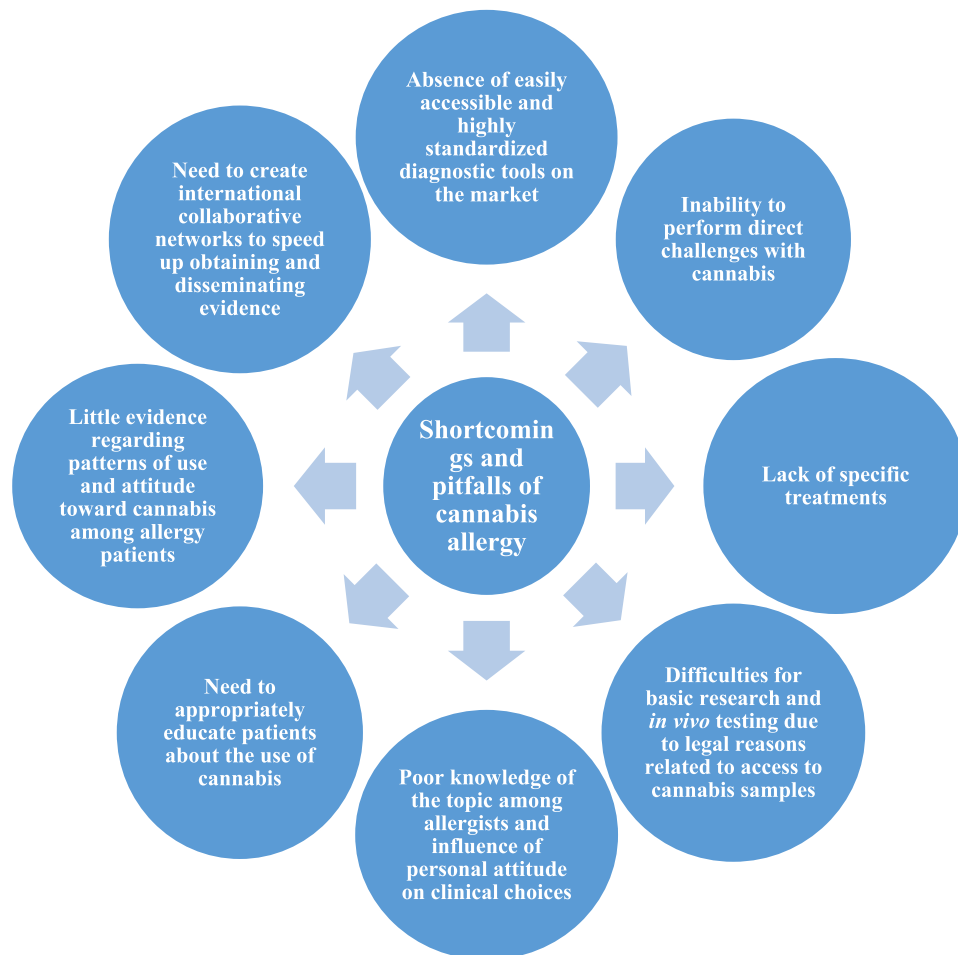 Absence of easily
accessible and
highly
standardized
diagnostic tools on
the market
Inability to
perform direct
challenges with
cannabis
Lack of specific
treatments
Difficulties for
basic research and
in vivo testing due
to legal reasons
related to access to
cannabis samples
Poor knowledge of
the topic among
allergists and
influence of
personal attitude
on clinical choices
Need to
appropriately
educate patients
about the use of
cannabis
Little evidence
regarding
patterns of use
and attitude
toward cannabis
among allergy
patients
Need to create
international
collaborative
networks to speed
up obtaining and
disseminating
evidence
Shortcomin
gs and
pitfalls of
cannabis
allergy